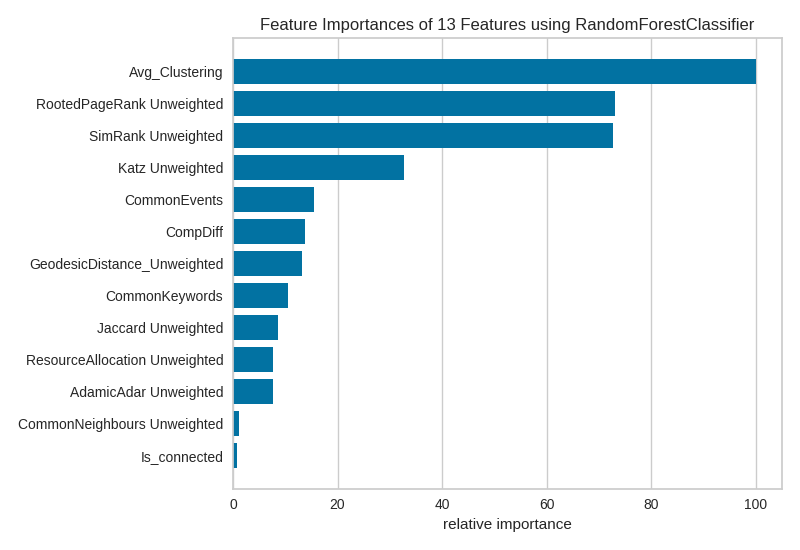 Feature Importances of 13 Features using RandomForestClassifier
Avg_Clustering
RootedPageRank Unweighted
SimRank Unweighted
Katz Unweighted
CommonEvents
CompDiff
GeodesicDistance_Unweighted
CommonKeywords
Jaccard Unweighted
ResourceAllocation Unweighted
AdamicAdar Unweighted
CommonNeighbours Unweighted
Is_connected
0 20 40 60 80 100
relative importance